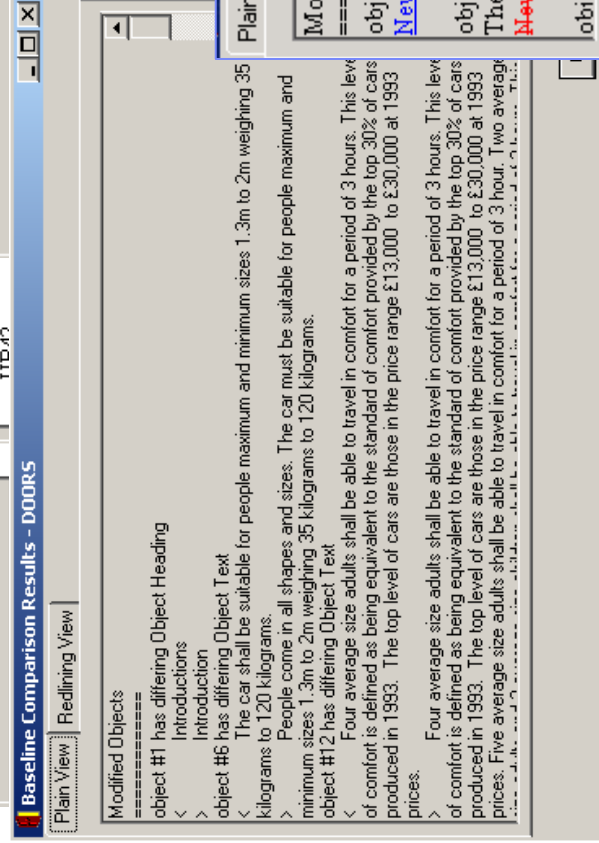 Baseline Comparison Results - DOORS
Plain View
Redlining View
Modified Objects
============
object #1 has differing Object Heading
< Introductions
> Introduction
object #6 has differing Object Text
< The car shall be suitable for people maximum and minimum sizes 1.3m to 2m weighing 35
kilograms to 120 kilograms.
> People come in all shapes and sizes. The car must be suitable for people maximum and
minimum sizes 1.3m to 2m weighing 35 kilograms to 120 kilograms.
object #12 has differing Object Text
< Four average size adults shall be able to travel in comfort for a period of 3 hours. This leve
of comfort is defined as being equivalent to the standard of comfort provided by the top 30% of cars
produced in 1993. The top level of cars are those in the price range £13,000 to £30,000 at 1993
prices.
> Four average size adults shall be able to travel in comfort for a period of 3 hours. This leve
of comfort is defined as being equivalent to the standard of comfort provided by the top 30% of cars
produced in 1993. The top level of cars are those in the price range £13,000 to £30,000 at 1993
prices. Five average size adults shall be able to travel in comfort for a period of 3 hour. Two average
Plain
Mo
===
obj
Nev
obj
The
Nev
obj